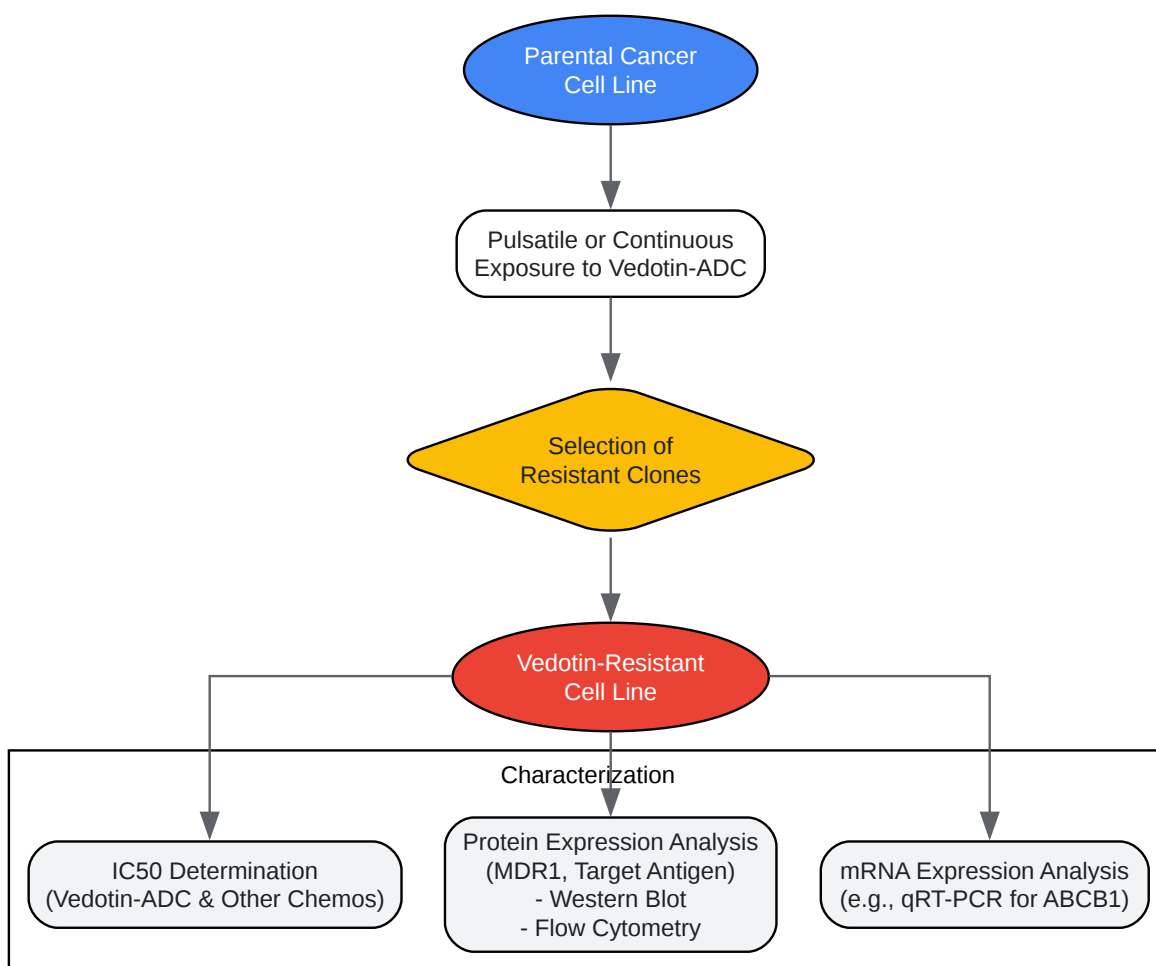 Parental Cancer
Cell Line
Pulsatile or Continuous
Exposure to Vedotin-ADC
Selection of
Resistant Clones
Vedotin-Resistant
Cell Line
Characterization
IC50 Determination
(Vedotin-ADC & Other Chemos)
Protein Expression Analysis
(MDR1, Target Antigen)
- Western Blot
- Flow Cytometry
mRNA Expression Analysis
(e.g., qRT-PCR for ABCB1)